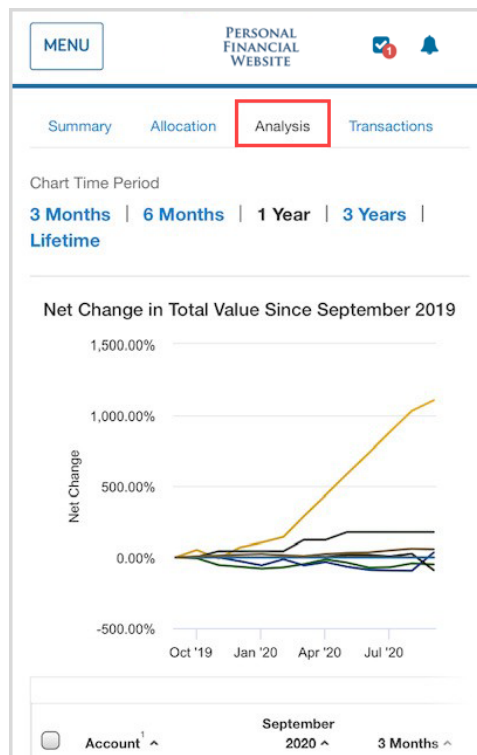 MENU
PERSONAL
FINANCIAL
WEBSITE
1
Summary Allocation Analysis Transactions
Chart Time Period
3 Months | 6 Months | 1 Year | 3 Years |
Lifetime
Net Change in Total Value Since September 2019
1,500.00%
1,000.00%
500.00%
0.00%
-500.00%
Net Change
Oct '19 Jan '20 Apr '20 Jul '20
September
Account¹ 2020 3 Months